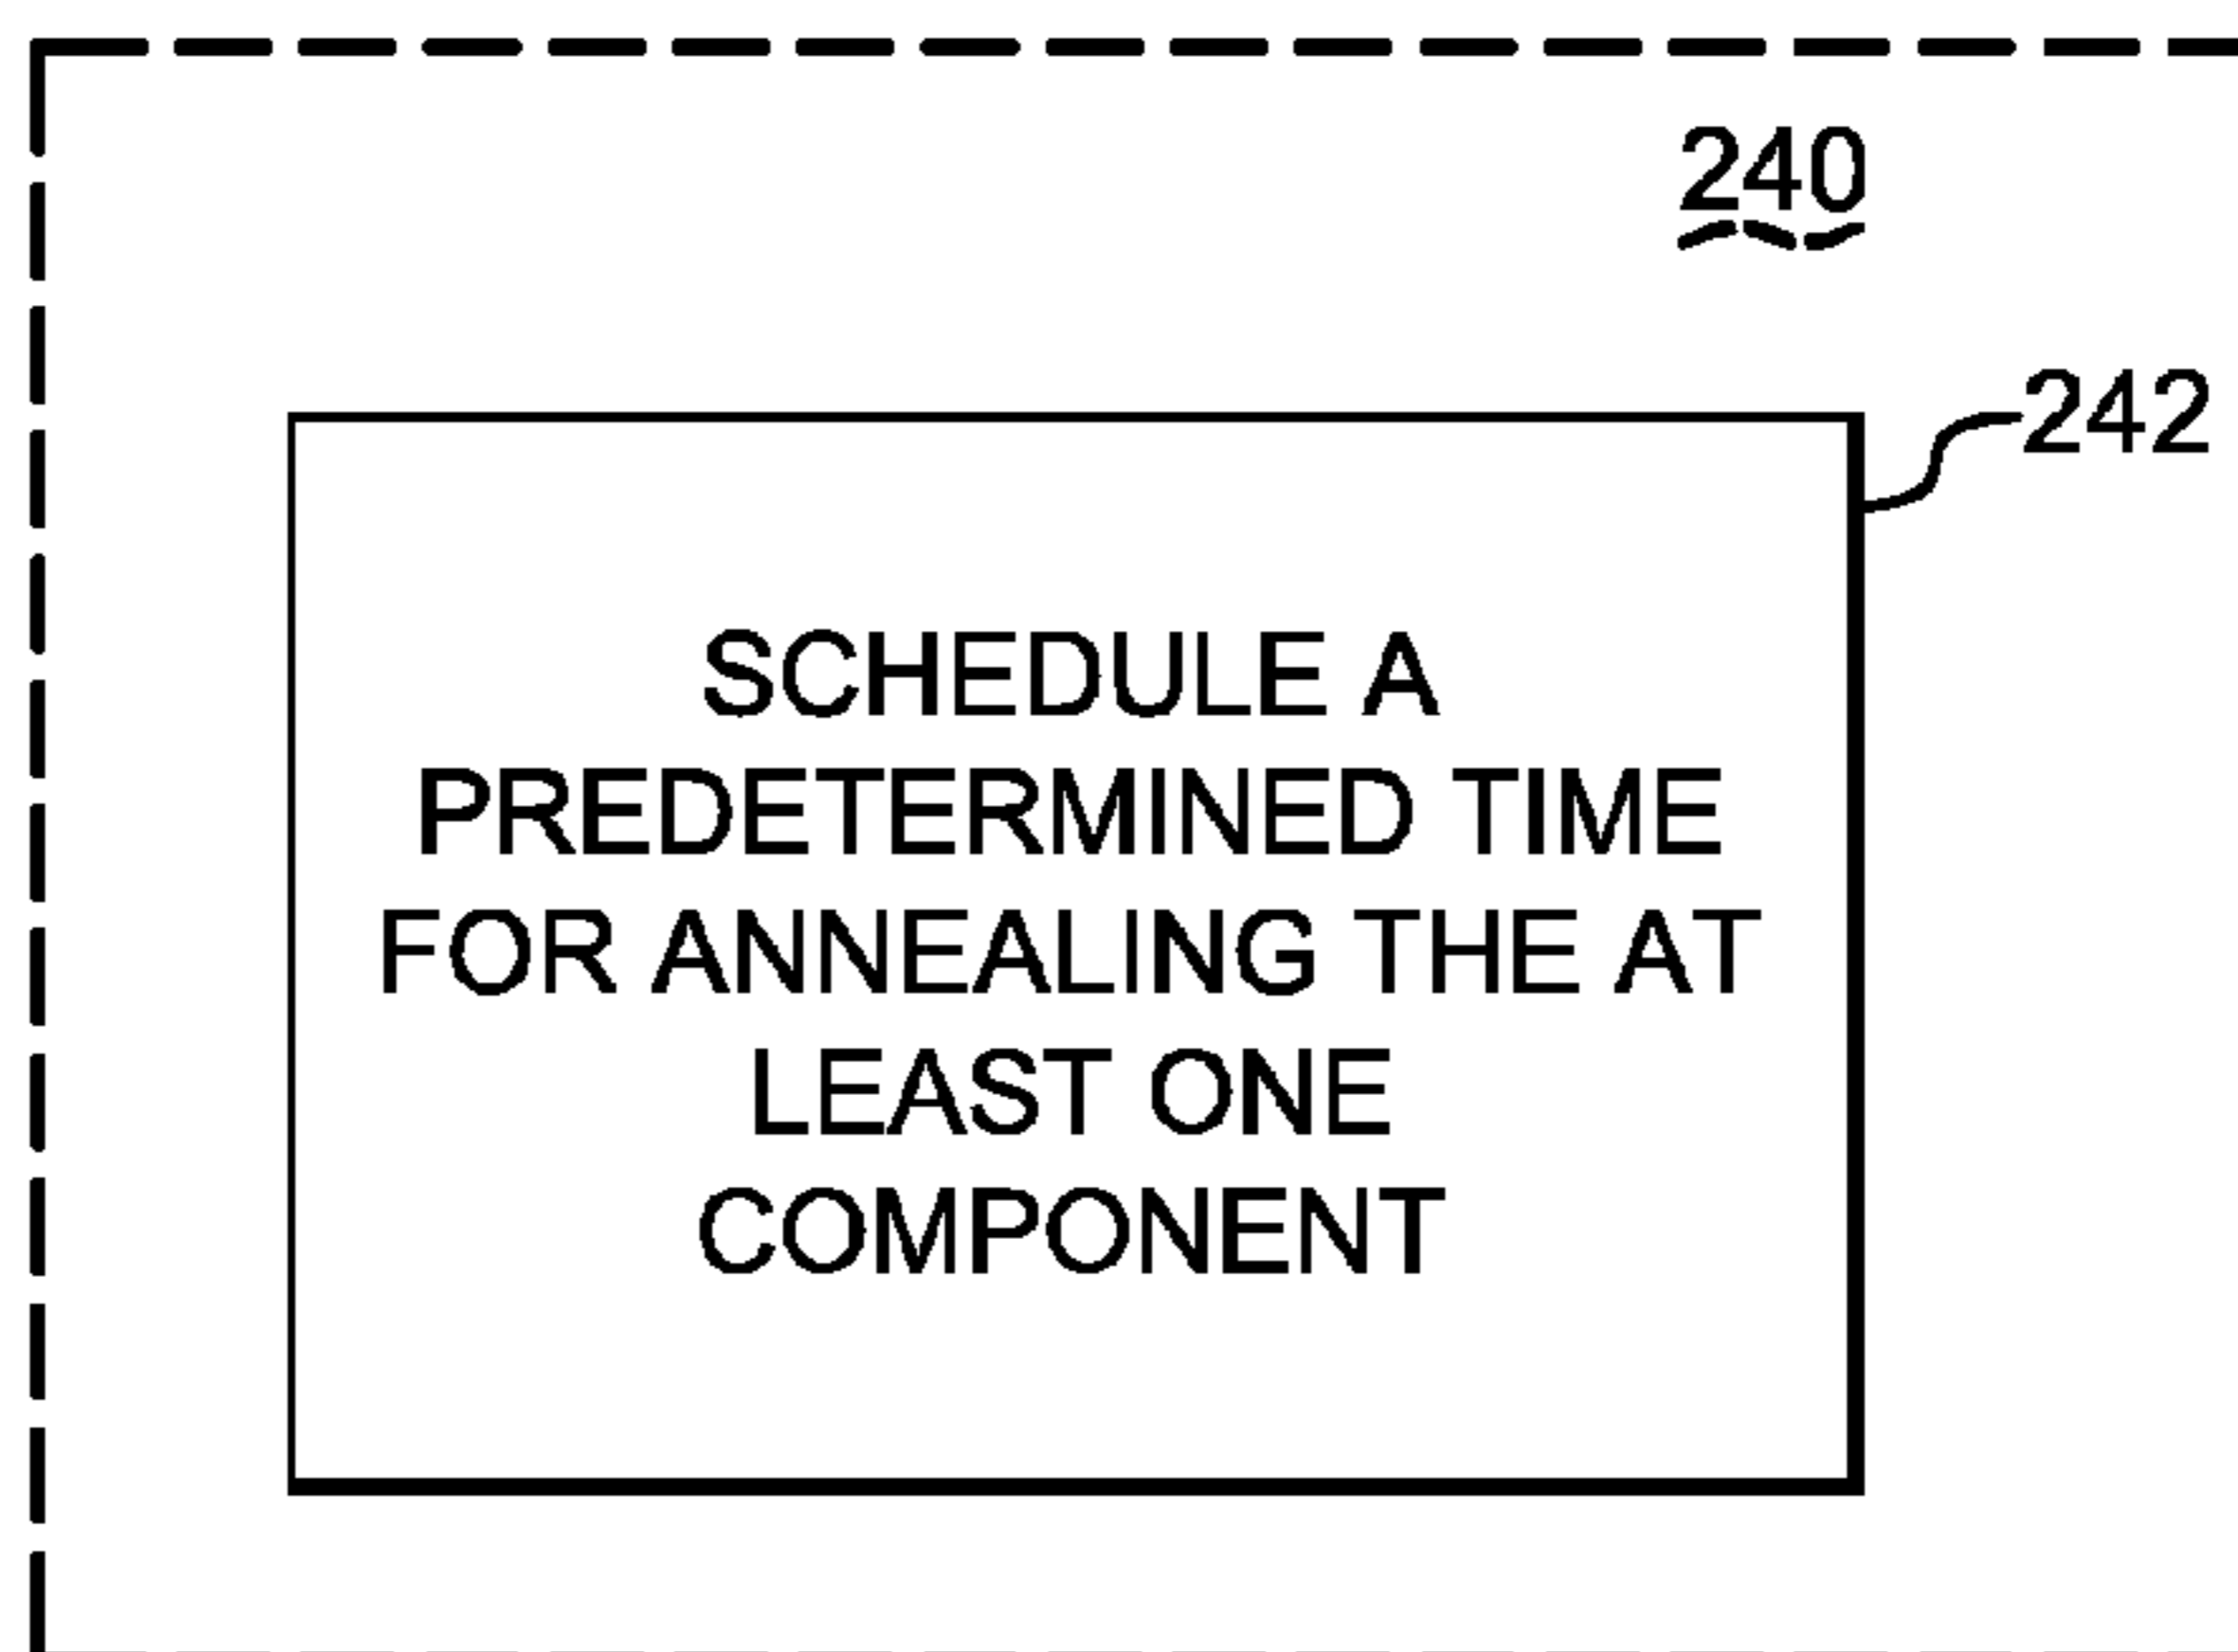 240
242
SCHEDULE A
PREDETERMINED TIME
FOR ANNEALING THE AT
LEAST ONE
COMPONENT